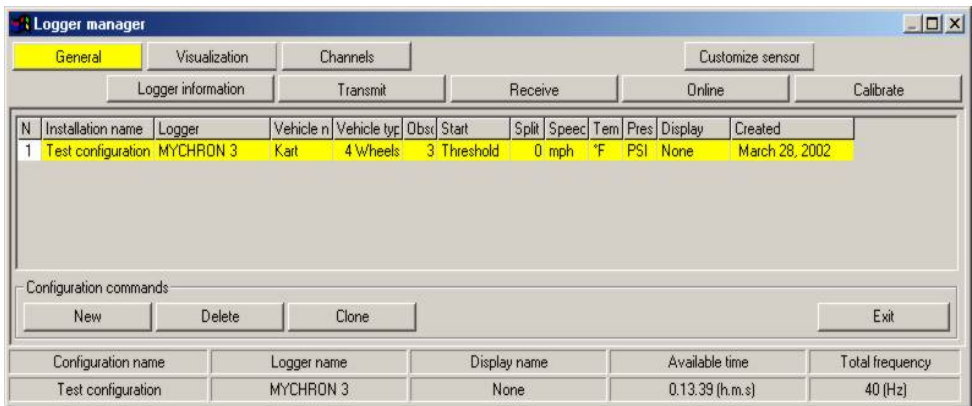 Logger manager
General Visualization Channels Customize sensor
Logger information Transmit Receive Online Calibrate
N Installation name Logger Vehicle n Vehicle typ Obsc Start Split Speed Tem Pres Display Created
1 Test configuration MYCHRON 3 Kart 4 Wheels 3 Threshold 0 mph °F PSI None March 28, 2002
Configuration commands
New Delete Clone Exit
Configuration name Logger name Display name Available time Total frequency
Test configuration MYCHRON 3 None 0.13.39 (h.m.s) 40 (Hz)